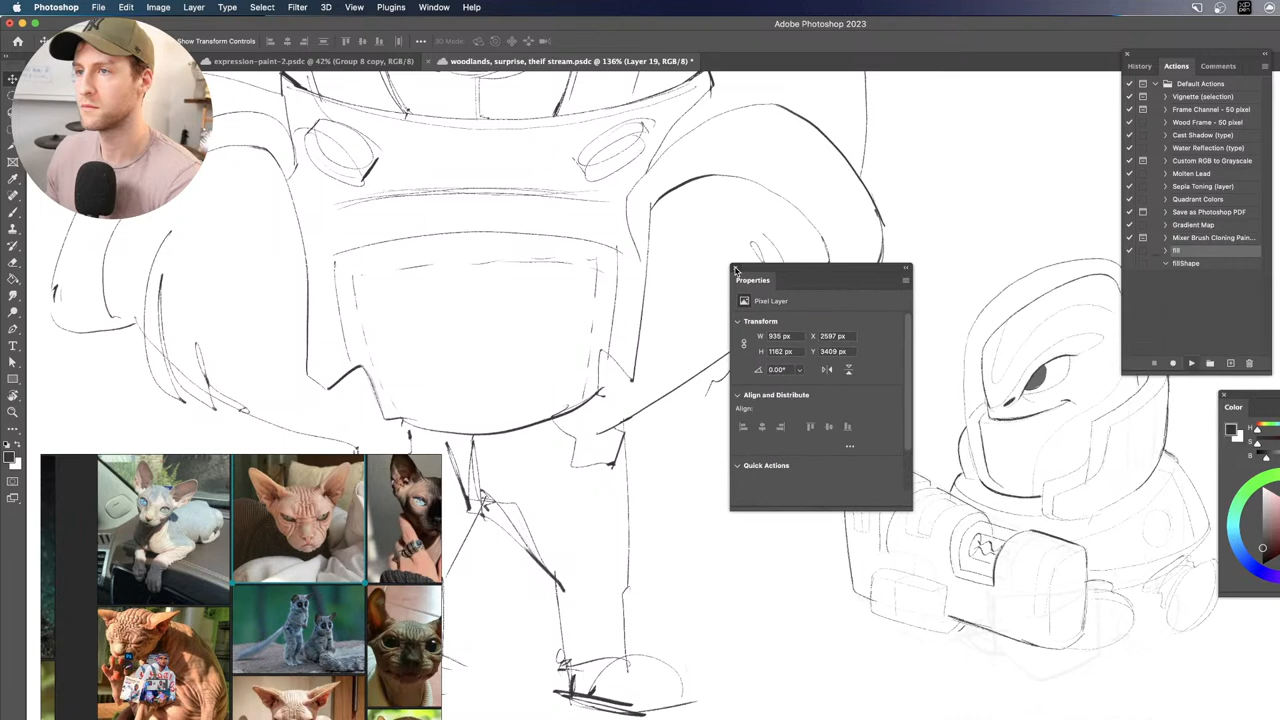 Photoshop File Edit Image Layer Type Select Filter 3D View Plugins Window Help
Adobe Photoshop 2023
Show Transform Controls
3D Mode:
expression-paint-2.psdc @ 42% (Group 8 copy, RGB/8)
woodlands, surprise, theif stream.psdc @ 136% (Layer 19, RGB/8) *
History Actions Comments
Default Actions
Vignette (selection)
Frame Channel - 50 pixel
Wood Frame - 50 pixel
Cast Shadow (type)
Water Reflection (type)
Custom RGB to Grayscale
Molten Lead
Sepia Toning (layer)
Quadrant Colors
Save as Photoshop PDF
Gradient Map
Mixer Brush Cloning Pain...
fill
fillShape
Properties
Pixel Layer
Transform
W 935 px X 2597 px
H 1162 px Y 3409 px
0.00°
Align and Distribute
Align:
Quick Actions
Color
H
S
B